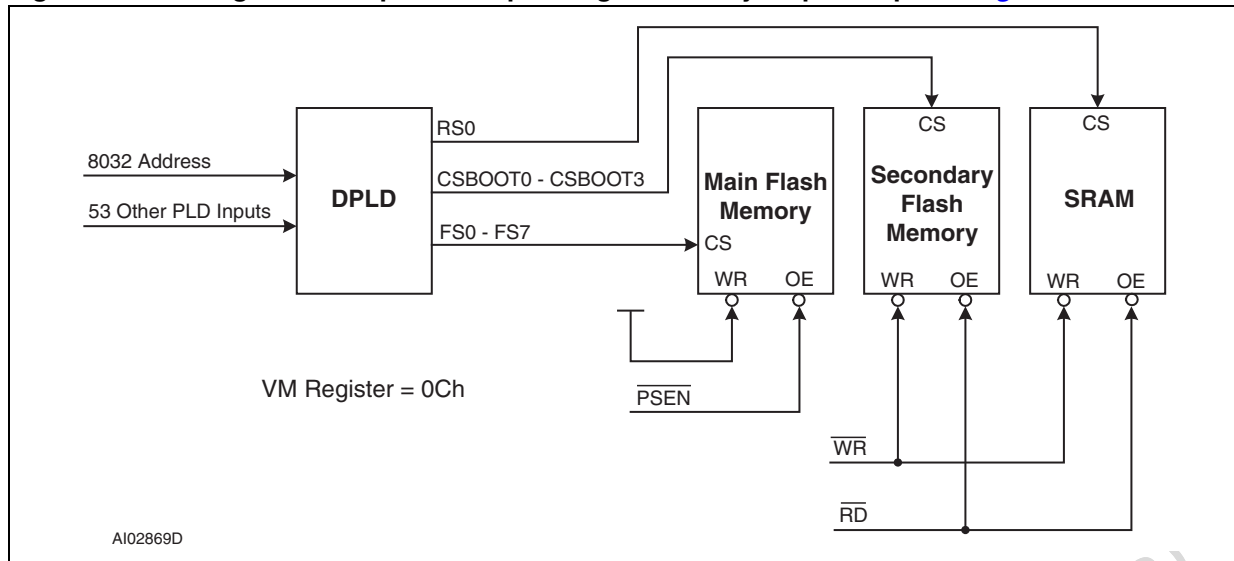 RS0
CS
CS
8032 Address
CSBOOT0 - CSBOOT3
DPLD
Main Flash
Memory
Secondary
Flash
Memory
SRAM
53 Other PLD Inputs
FS0 - FS7
CS
WR
OE
WR
OE
WR
OE
VM Register = 0Ch
PSEN
WR
RD
AI02869D